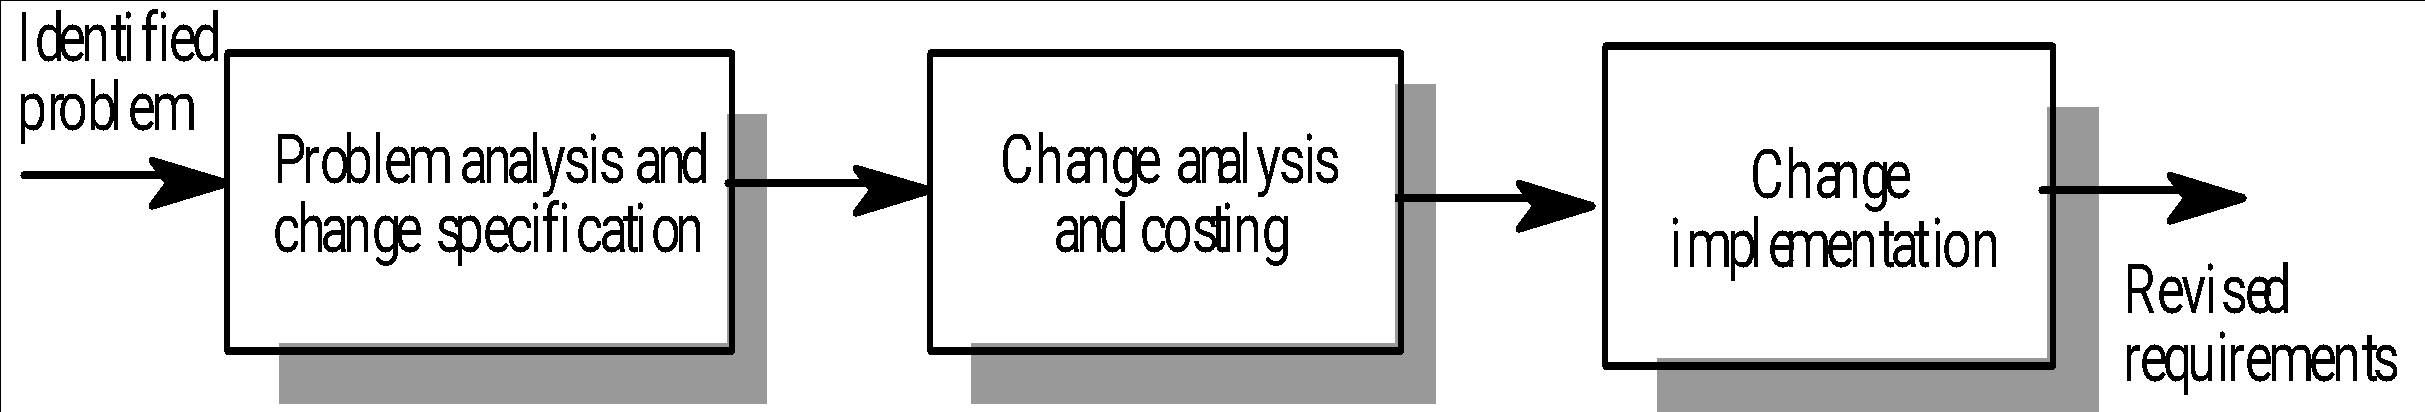 Identified
problem
Problem analysis and
change specification
Change analysis
and costing
Change
implementation
Revised
requirements